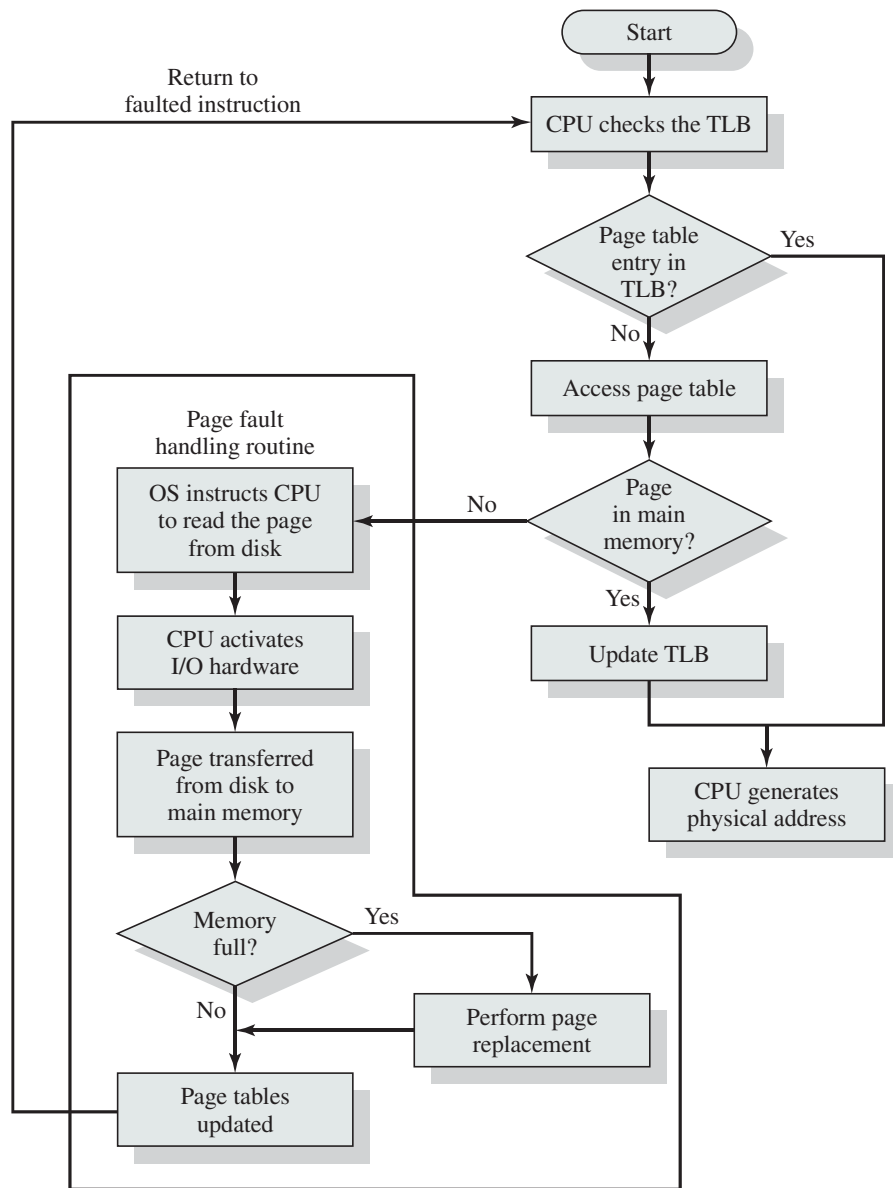 Start
Return to
faulted instruction
CPU checks the TLB
Page table
entry in
TLB?
Yes
No
Access page table
Page fault
handling routine
OS instructs CPU
to read the page
from disk
No
Page
in main
memory?
Yes
CPU activates
I/O hardware
Update TLB
Page transferred
from disk to
main memory
CPU generates
physical address
Memory
full?
Yes
No
Perform page
replacement
Page tables
updated